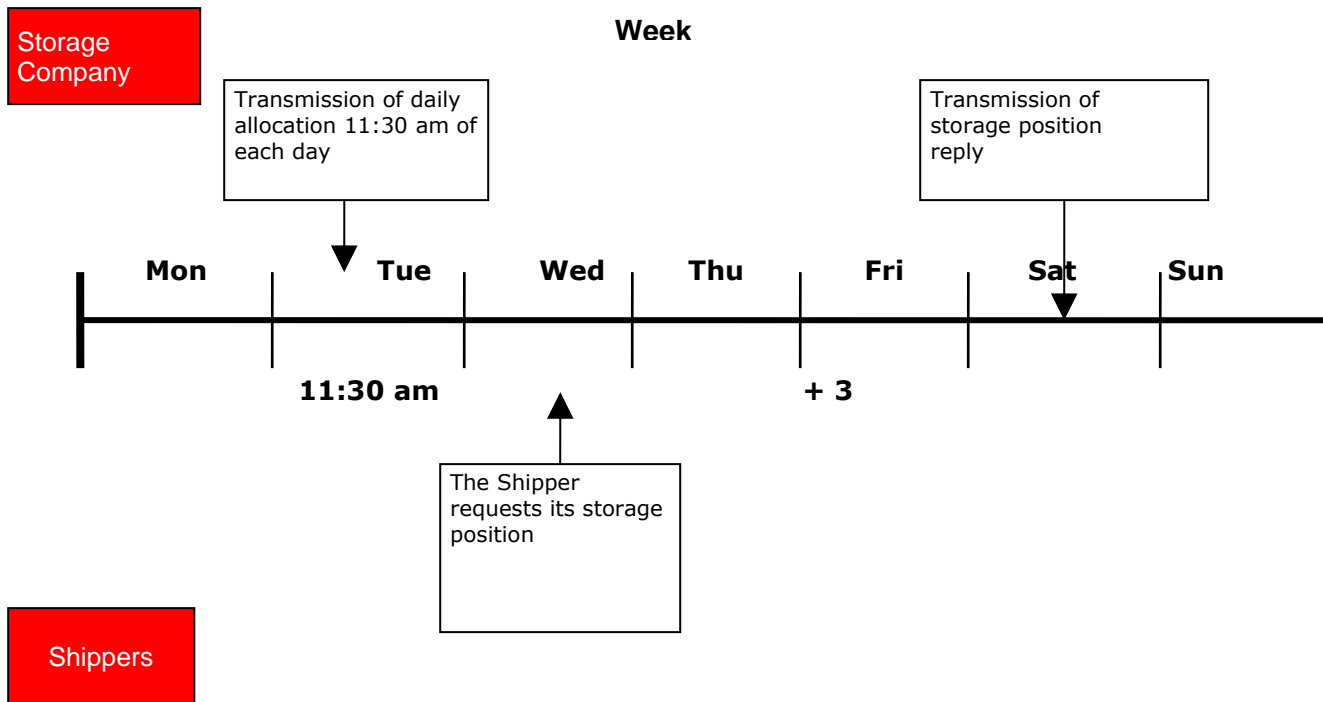 Storage
Company
Week
Transmission of daily
allocation 11:30 am of
each day
Transmission of
storage position
reply
Mon Tue Wed Thu Fri Sat Sun
11:30 am + 3
The Shipper
requests its storage
position
Shippers